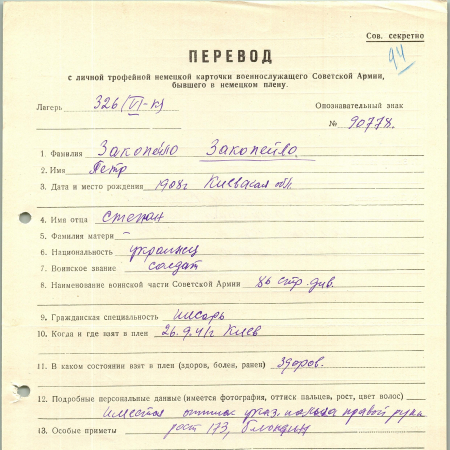 Сов. секретно
94
ПЕРЕВОД
с личной трофейной немецкой карточки военнослужащего Советской Армии,
бывшего в немецком плену.
Лагерь 326 (VI-к)
Опознавательный знак
№ 90778.
1. Фамилия Закопейло Закопейво.
2. Имя Петр
3. Дата и место рождения 1908г Киевская обл.
4. Имя отца степан
5. Фамилия матери –
6. Национальность украинец
7. Воинское звание солдат
8. Наименование воинской части Советской Армии 86 стр. див.
9. Гражданская специальность писарь
10. Когда и где взят в плен 26.9.41г Киев
11. В каком состоянии взят в плен (здоров, болен, ранен) Здоров.
12. Подробные персональные данные (имеется фотография, оттиск пальцев, рост, цвет волос)
имеется оттиск указ. пальца правой руки
13. Особые приметы рост 173, блондин